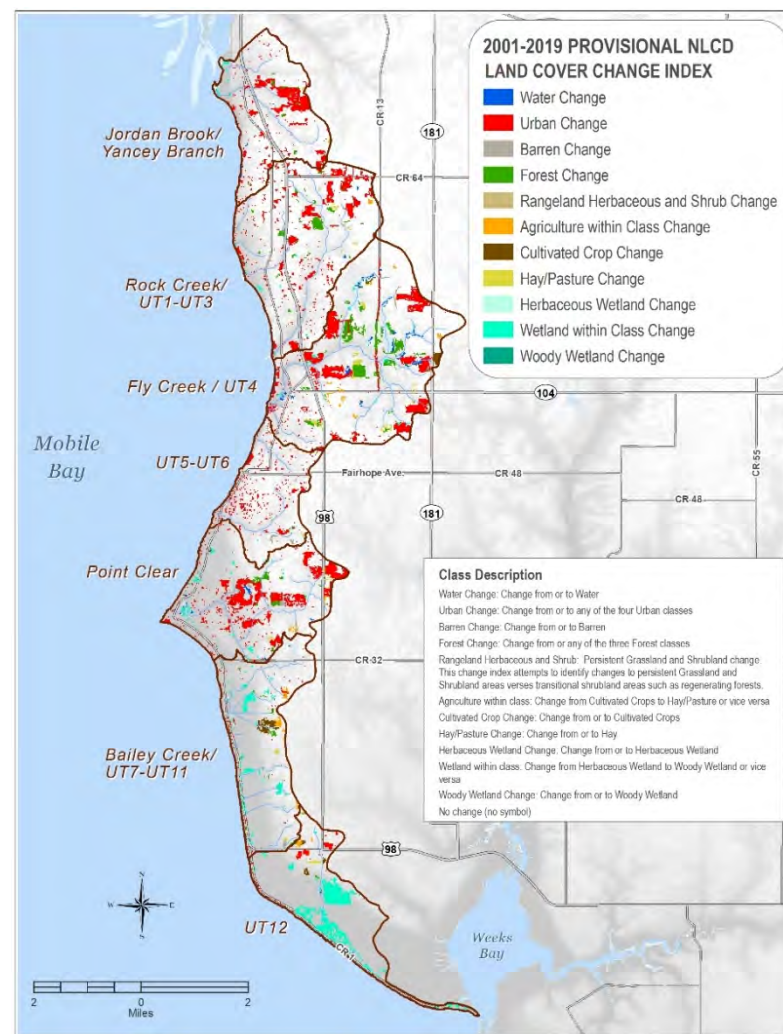 2001-2019 PROVISIONAL NLCD
LAND COVER CHANGE INDEX
Water Change
Urban Change
Barren Change
Forest Change
Rangeland Herbaceous and Shrub Change
Agriculture within Class Change
Cultivated Crop Change
Hay/Pasture Change
Herbaceous Wetland Change
Wetland within Class Change
Woody Wetland Change
Jordan Brook/
Yancey Branch
CR-13
181
CR 64
Rock Creek/
UT1-UT3
Fly Creek / UT4
104
Mobile
Bay
UT5-UT6
Fairhope Ave.
CR 48
CR-55
CR-48
98
181
Point Clear
Class Description
Water Change: Change from or to Water
Urban Change: Change from or to any of the four Urban classes
Barren Change: Change from or to Barren
Forest Change: Change from or any of the three Forest classes
Rangeland Herbaceous and Shrub: Persistent Grassland and Shrubland change.
This change index attempts to identify changes to persistent Grassland and
Shrubland areas verses transitional shrubland areas such as regenerating forests.
Agriculture within class: Change from Cultivated Crops to Hay/Pasture or vice versa
Cultivated Crop Change: Change from or to Cultivated Crops
Hay/Pasture Change: Change from or to Hay
Herbaceous Wetland Change: Change from or to Herbaceous Wetland
Wetland within class: Change from Herbaceous Wetland to Woody Wetland or vice
versa
Woody Wetland Change: Change from or to Woody Wetland
No change (no symbol)
CR-32
Bailey Creek/
UT7-UT11
98
N
W
E
S
UT12
CR-1
Weeks
Bay
2
0
2
Miles